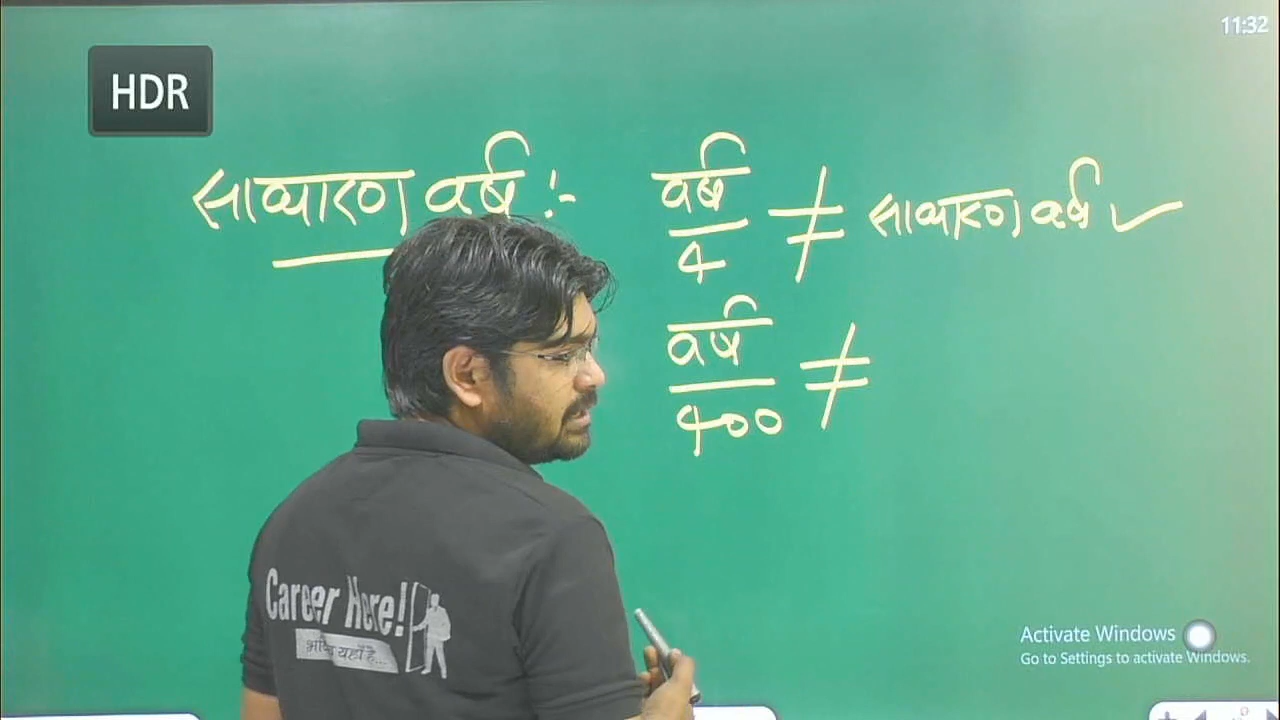 11:32
HDR
साधारण वर्ष :- वर्ष/4 ≠ साधारण वर्ष ✓
वर्ष/400 ≠
Career Here!
यहाँ है...
Activate Windows
Go to Settings to activate Windows.